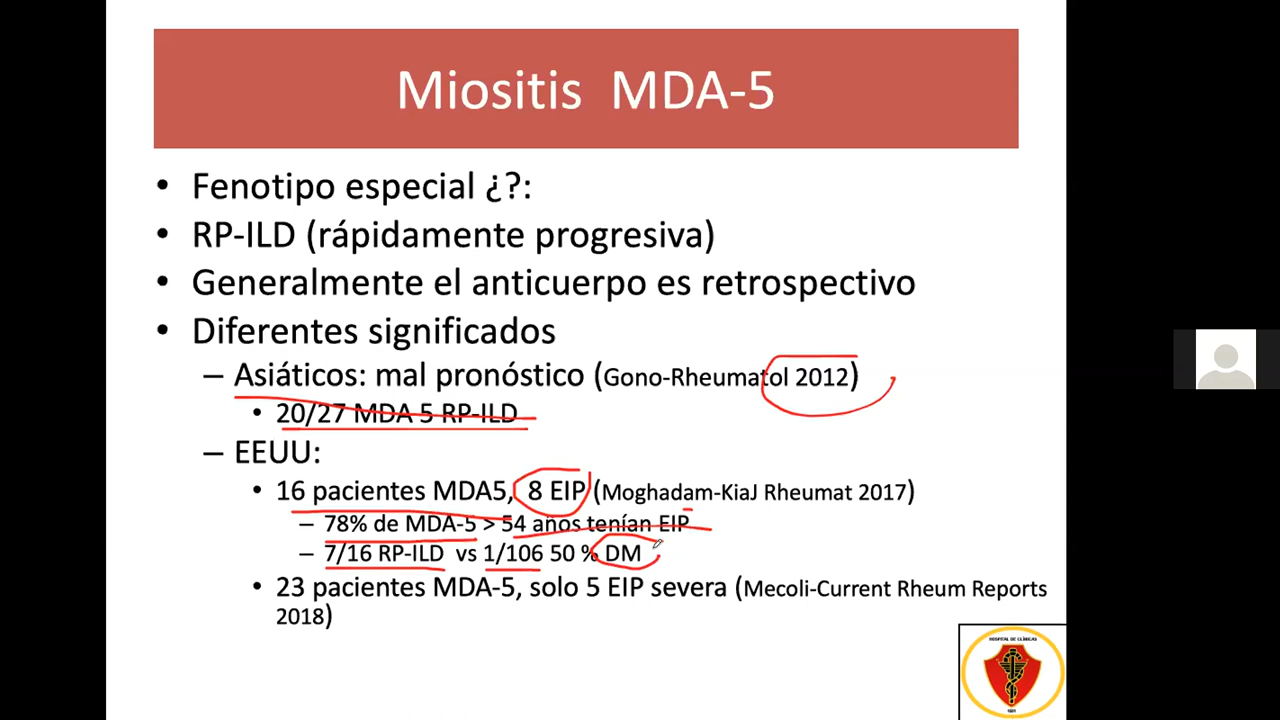 Miositis MDA-5
• Fenotipo especial ¿?:
• RP-ILD (rápidamente progresiva)
• Generalmente el anticuerpo es retrospectivo
• Diferentes significados
– Asiáticos: mal pronóstico (Gono-Rheumatol 2012)
• 20/27 MDA 5 RP-ILD
– EEUU:
• 16 pacientes MDA5, 8 EIP (Moghadam-KiaJ Rheumat 2017)
– 78% de MDA-5 > 54 años tenían EIP
– 7/16 RP-ILD vs 1/106 50 % DM
• 23 pacientes MDA-5, solo 5 EIP severa (Mecoli-Current Rheum Reports
2018)
HOSPITAL DE CLÍNICAS